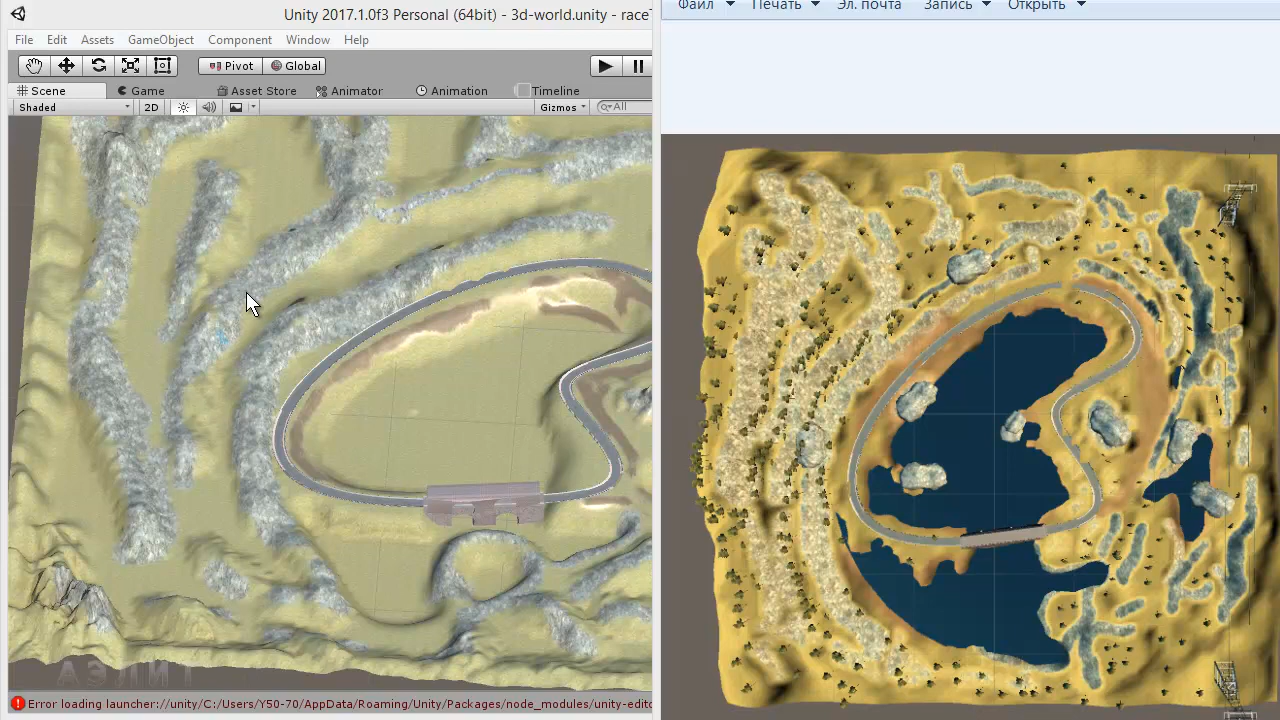 Unity 2017.1.0f3 Personal (64bit) - 3d-world.unity - race
File Edit Assets GameObject Component Window Help
Pivot Global
Scene Game Asset Store Animator Animation Timeline
Shaded 2D Gizmos All
Error loading launcher://unity/C:/Users/Y50-70/AppData/Roaming/Unity/Packages/node_modules/unity-edito
Файл Печать Эл. почта Запись Открыть